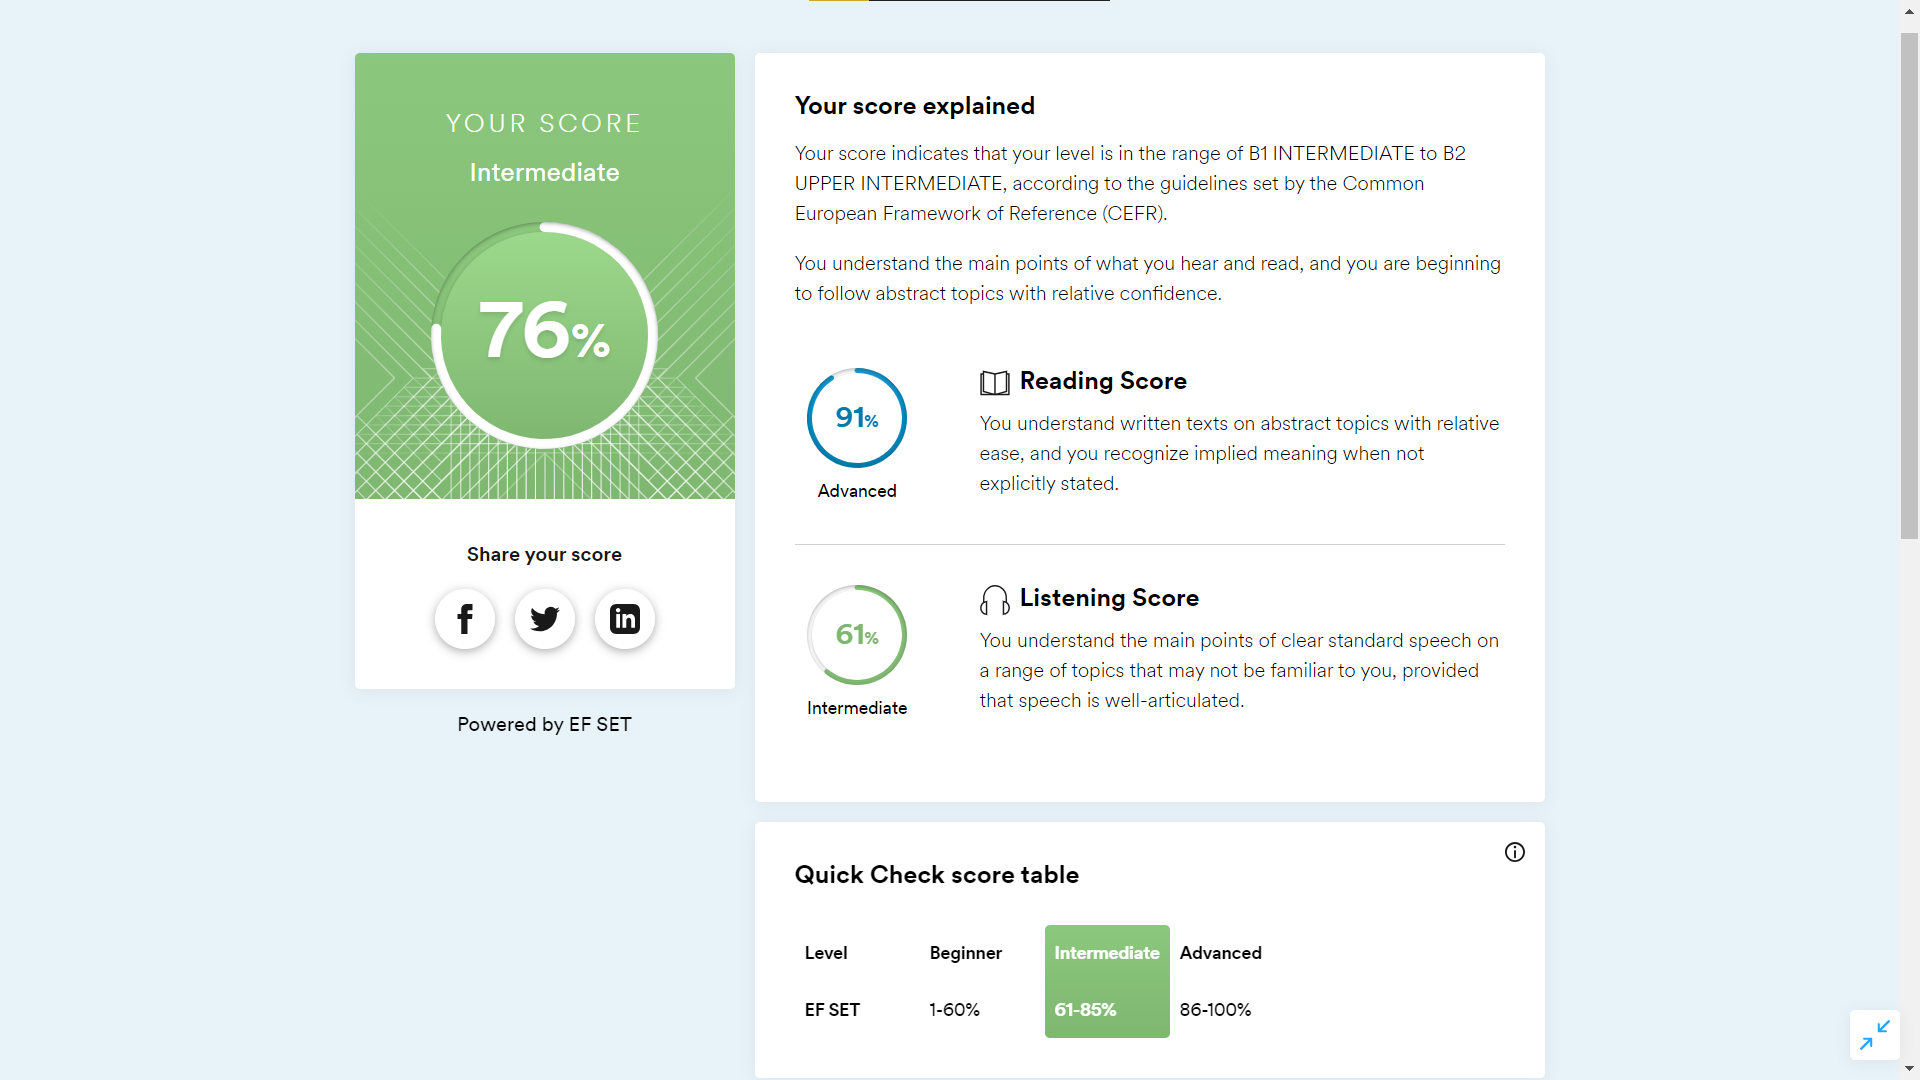 YOUR SCORE
Intermediate
76%
Share your score
Powered by EF SET
Your score explained
Your score indicates that your level is in the range of B1 INTERMEDIATE to B2
UPPER INTERMEDIATE, according to the guidelines set by the Common
European Framework of Reference (CEFR).
You understand the main points of what you hear and read, and you are beginning
to follow abstract topics with relative confidence.
91%
Advanced
Reading Score
You understand written texts on abstract topics with relative
ease, and you recognize implied meaning when not
explicitly stated.
61%
Intermediate
Listening Score
You understand the main points of clear standard speech on
a range of topics that may not be familiar to you, provided
that speech is well-articulated.
Quick Check score table
Level Beginner Intermediate Advanced
EF SET 1-60% 61-85% 86-100%